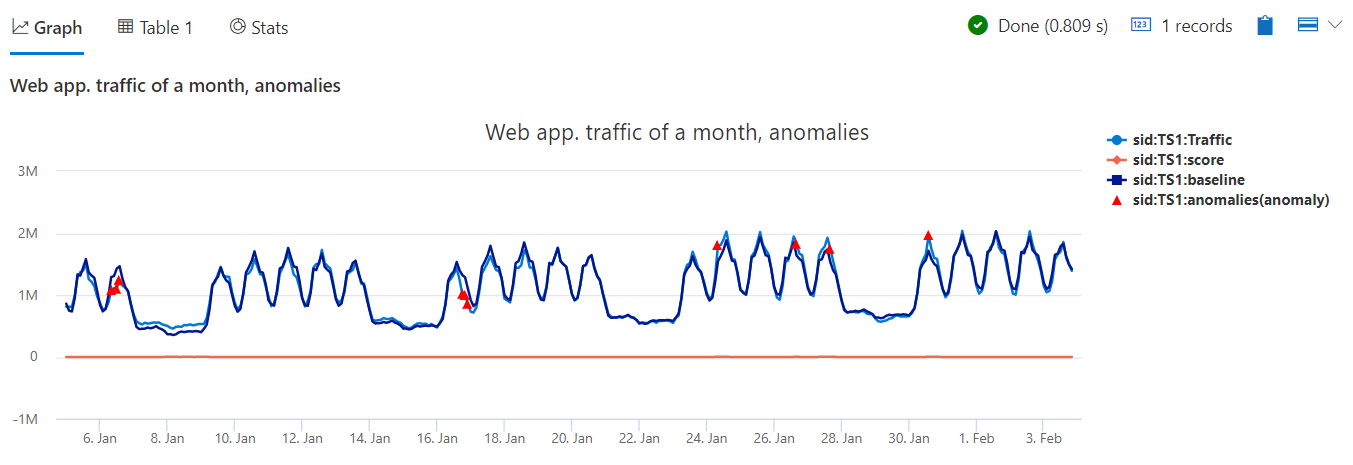 Graph Table 1 Stats Done (0.809 s) 123 1 records
Web app. traffic of a month, anomalies
Web app. traffic of a month, anomalies
sid:TS1:Traffic
sid:TS1:score
sid:TS1:baseline
sid:TS1:anomalies(anomaly)
3M
2M
1M
0
-1M
6. Jan 8. Jan 10. Jan 12. Jan 14. Jan 16. Jan 18. Jan 20. Jan 22. Jan 24. Jan 26. Jan 28. Jan 30. Jan 1. Feb 3. Feb